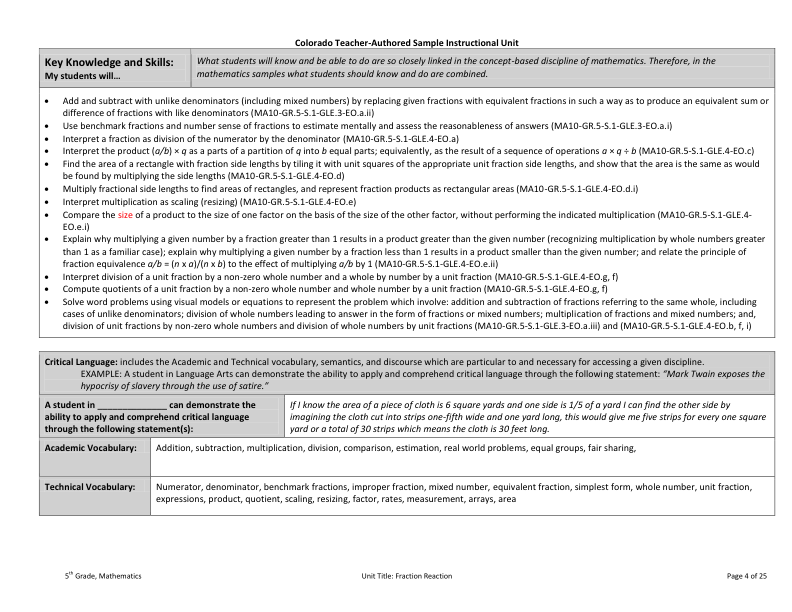 Colorado Teacher-Authored Sample Instructional Unit
Key Knowledge and Skills:
My students will…
What students will know and be able to do are so closely linked in the concept-based discipline of mathematics. Therefore, in the
mathematics samples what students should know and do are combined.
• Add and subtract with unlike denominators (including mixed numbers) by replacing given fractions with equivalent fractions in such a way as to produce an equivalent sum or
difference of fractions with like denominators (MA10-GR.5-S.1-GLE.3-EO.a.ii)
• Use benchmark fractions and number sense of fractions to estimate mentally and assess the reasonableness of answers (MA10-GR.5-S.1-GLE.3-EO.a.i)
• Interpret a fraction as division of the numerator by the denominator (MA10-GR.5-S.1-GLE.4-EO.a)
• Interpret the product (a/b) × q as a parts of a partition of q into b equal parts; equivalently, as the result of a sequence of operations a × q ÷ b (MA10-GR.5-S.1-GLE.4-EO.c)
• Find the area of a rectangle with fraction side lengths by tiling it with unit squares of the appropriate unit fraction side lengths, and show that the area is the same as would
be found by multiplying the side lengths (MA10-GR.5-S.1-GLE.4-EO.d)
• Multiply fractional side lengths to find areas of rectangles, and represent fraction products as rectangular areas (MA10-GR.5-S.1-GLE.4-EO.d.i)
• Interpret multiplication as scaling (resizing) (MA10-GR.5-S.1-GLE.4-EO.e)
• Compare the size of a product to the size of one factor on the basis of the size of the other factor, without performing the indicated multiplication (MA10-GR.5-S.1-GLE.4-
EO.e.i)
• Explain why multiplying a given number by a fraction greater than 1 results in a product greater than the given number (recognizing multiplication by whole numbers greater
than 1 as a familiar case); explain why multiplying a given number by a fraction less than 1 results in a product smaller than the given number; and relate the principle of
fraction equivalence a/b = (n x a)/(n x b) to the effect of multiplying a/b by 1 (MA10-GR.5-S.1-GLE.4-EO.e.ii)
• Interpret division of a unit fraction by a non-zero whole number and a whole by number by a unit fraction (MA10-GR.5-S.1-GLE.4-EO.g, f)
• Compute quotients of a unit fraction by a non-zero whole number and whole number by a unit fraction (MA10-GR.5-S.1-GLE.4-EO.g, f)
• Solve word problems using visual models or equations to represent the problem which involve: addition and subtraction of fractions referring to the same whole, including
cases of unlike denominators; division of whole numbers leading to answer in the form of fractions or mixed numbers; multiplication of fractions and mixed numbers; and,
division of unit fractions by non-zero whole numbers and division of whole numbers by unit fractions (MA10-GR.5-S.1-GLE.3-EO.a.iii) and (MA10-GR.5-S.1-GLE.4-EO.b, f, i)
Critical Language: includes the Academic and Technical vocabulary, semantics, and discourse which are particular to and necessary for accessing a given discipline.
EXAMPLE: A student in Language Arts can demonstrate the ability to apply and comprehend critical language through the following statement: “Mark Twain exposes the
hypocrisy of slavery through the use of satire.”
A student in ______________ can demonstrate the
ability to apply and comprehend critical language
through the following statement(s):
If I know the area of a piece of cloth is 6 square yards and one side is 1/5 of a yard I can find the other side by
imagining the cloth cut into strips one-fifth wide and one yard long, this would give me five strips for every one square
yard or a total of 30 strips which means the cloth is 30 feet long.
Academic Vocabulary:
Addition, subtraction, multiplication, division, comparison, estimation, real world problems, equal groups, fair sharing,
Technical Vocabulary:
Numerator, denominator, benchmark fractions, improper fraction, mixed number, equivalent fraction, simplest form, whole number, unit fraction,
expressions, product, quotient, scaling, resizing, factor, rates, measurement, arrays, area
5th Grade, Mathematics
Unit Title: Fraction Reaction
Page 4 of 25